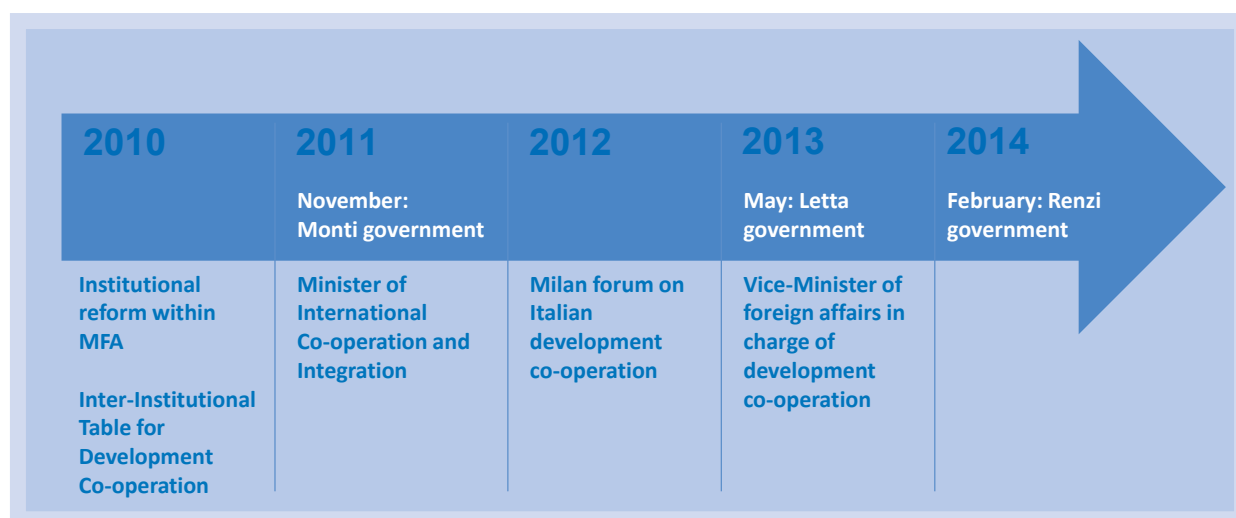 2010
2011
November:
Monti government
2012
2013
May: Letta
government
2014
February: Renzi
government
Institutional
reform within
MFA
Inter-Institutional
Table for
Development
Co-operation
Minister of
International
Co-operation and
Integration
Milan forum on
Italian
development
co-operation
Vice-Minister of
foreign affairs in
charge of
development
co-operation